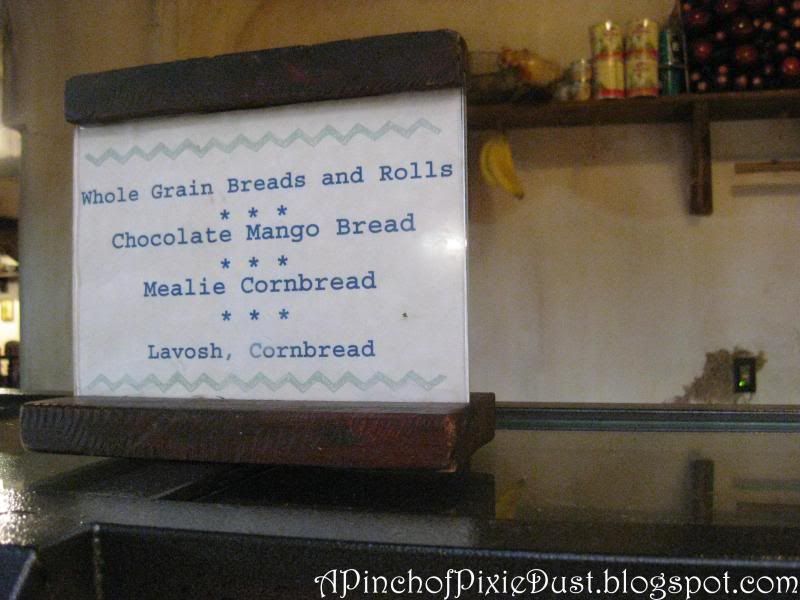 Whole Grain Breads and Rolls
* * *
Chocolate Mango Bread
* * *
Mealie Cornbread
* * *
Lavosh, Cornbread
APinchofPixieDust.blogspot.com